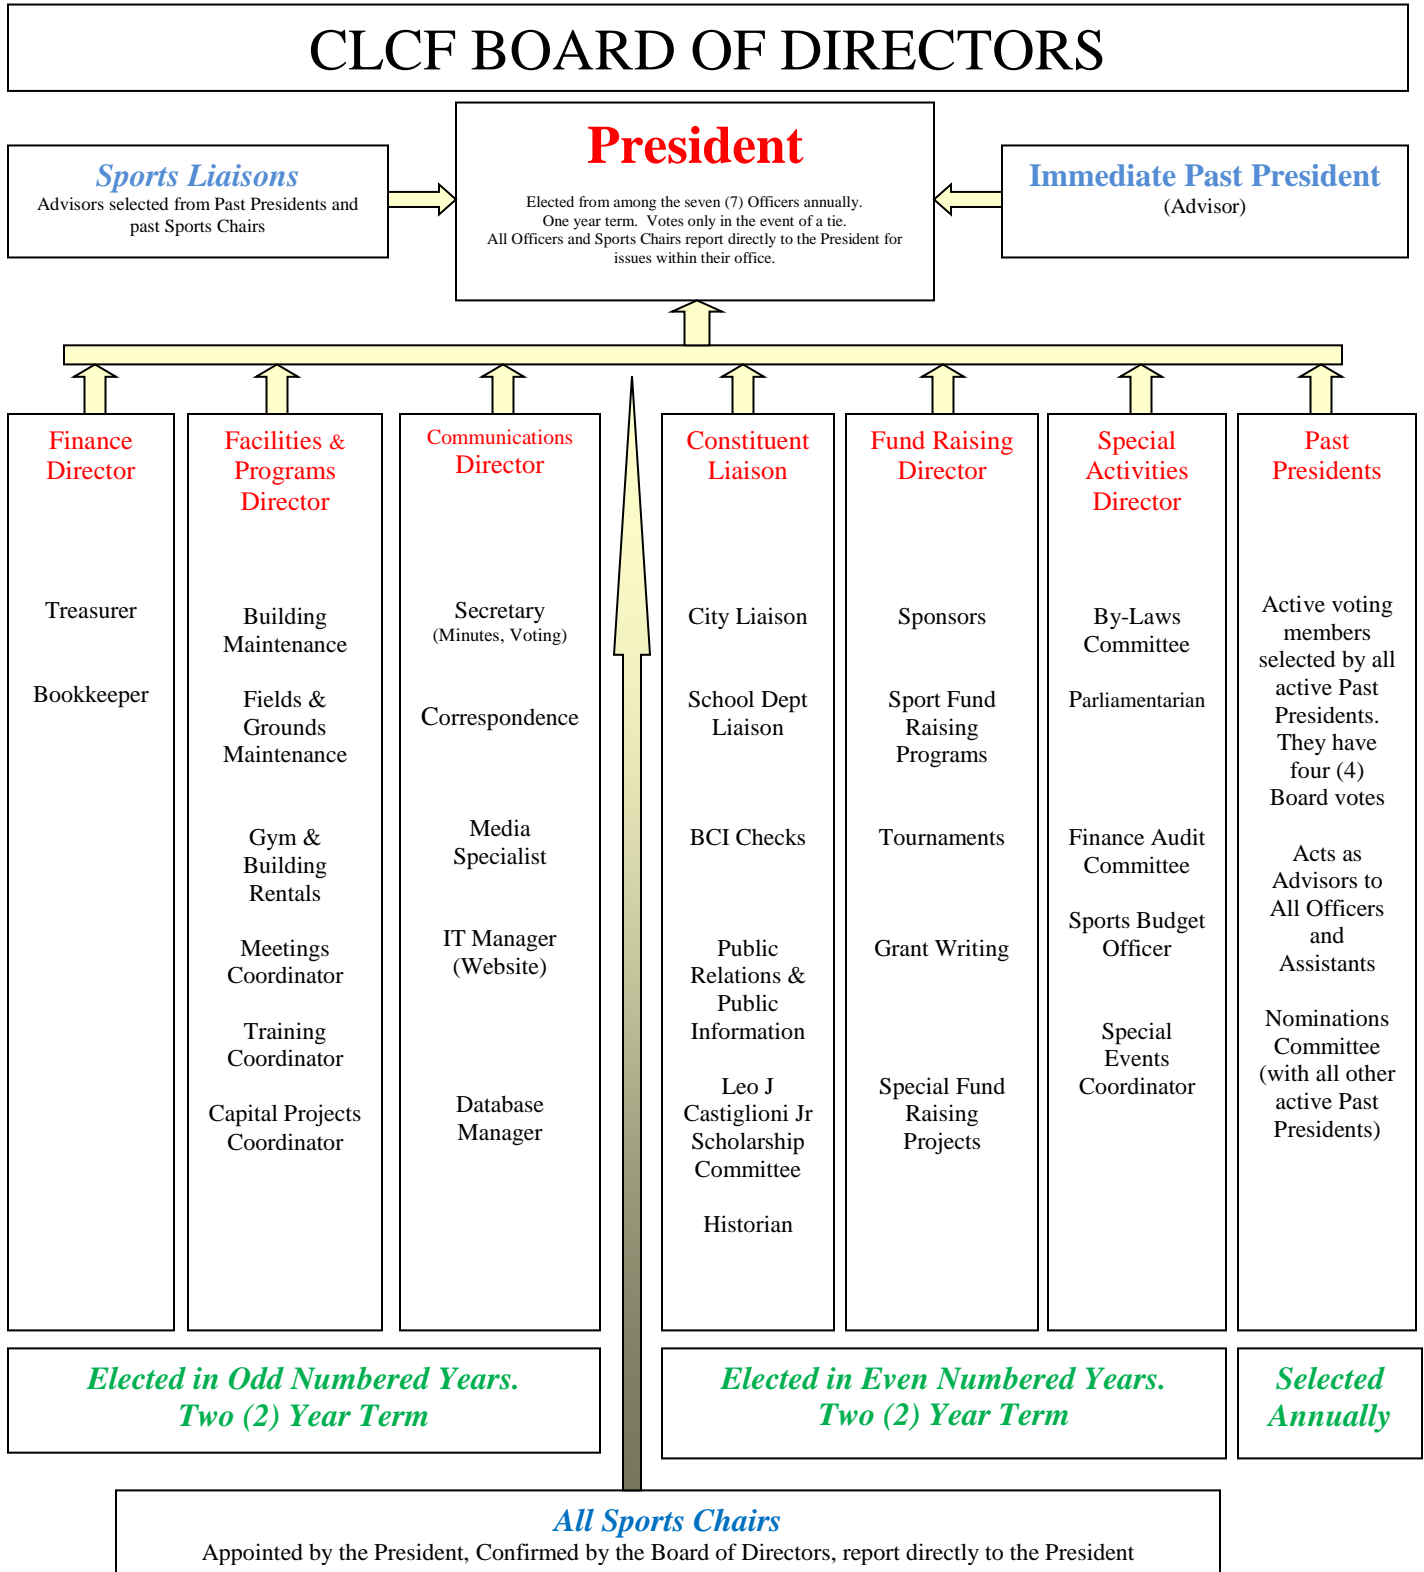 CLCF BOARD OF DIRECTORS
Sports Liaisons
Advisors selected from Past Presidents and
past Sports Chairs
President
Elected from among the seven (7) Officers annually.
One year term.  Votes only in the event of a tie.
All Officers and Sports Chairs report directly to the President for
issues within their office.
Immediate Past President
(Advisor)
Finance
Director
Treasurer
Bookkeeper
Facilities &
Programs
Director
Building
Maintenance
Fields &
Grounds
Maintenance
Gym &
Building
Rentals
Meetings
Coordinator
Training
Coordinator
Capital Projects
Coordinator
Communications
Director
Secretary
(Minutes, Voting)
Correspondence
Media
Specialist
IT Manager
(Website)
Database
Manager
Constituent
Liaison
City Liaison
School Dept
Liaison
BCI Checks
Public
Relations &
Public
Information
Leo J
Castiglioni Jr
Scholarship
Committee
Historian
Fund Raising
Director
Sponsors
Sport Fund
Raising
Programs
Tournaments
Grant Writing
Special Fund
Raising
Projects
Special
Activities
Director
By-Laws
Committee
Parliamentarian
Finance Audit
Committee
Sports Budget
Officer
Special
Events
Coordinator
Past
Presidents
Active voting
members
selected by all
active Past
Presidents.
They have
four (4)
Board votes
Acts as
Advisors to
All Officers
and
Assistants
Nominations
Committee
(with all other
active Past
Presidents)
Elected in Odd Numbered Years.
Two (2) Year Term
Elected in Even Numbered Years.
Two (2) Year Term
Selected
Annually
All Sports Chairs
Appointed by the President, Confirmed by the Board of Directors, report directly to the President